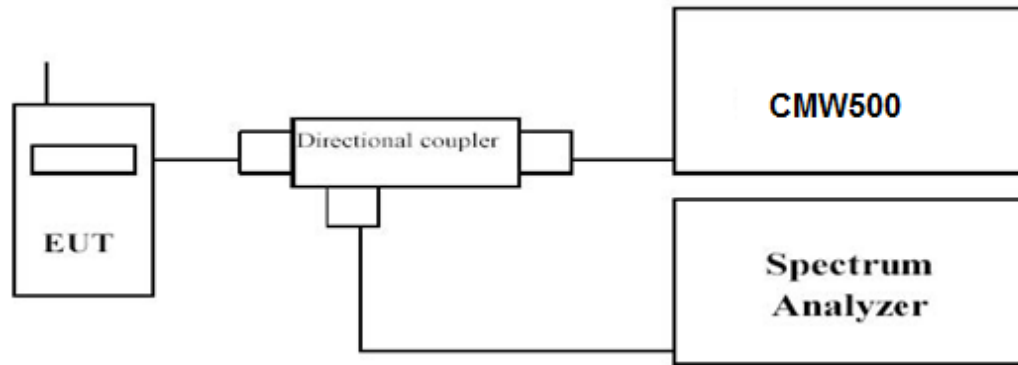 CMW500
Directional coupler
EUT
Spectrum
Analyzer